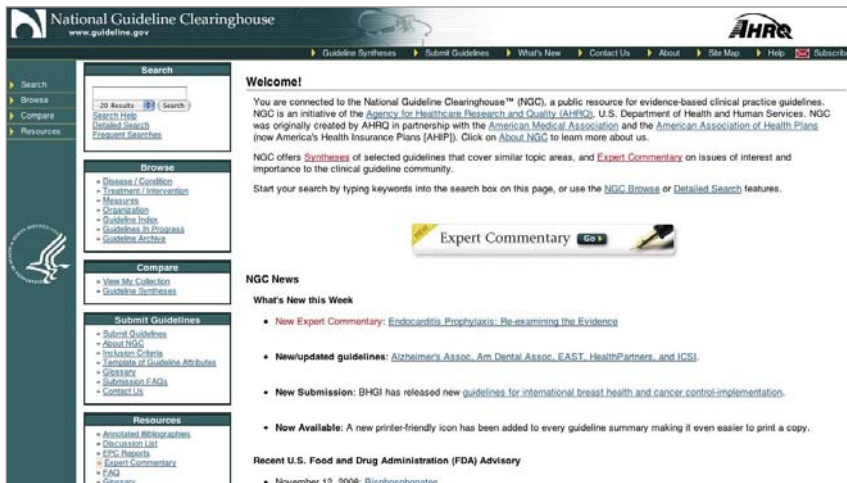 National Guideline Clearinghouse
www.guideline.gov
AHRQ
Guideline Syntheses Submit Guidelines What's New Contact Us About Site Map Help Subscribe
Search
Browse
Compare
Resources
Search
20 Results Search
Search Help
Detailed Search
Frequent Searches
Browse
Disease / Condition
Treatment / Intervention
Measures
Organization
Guideline Index
Guidelines In Progress
Guideline Archive
Compare
View My Collection
Guideline Syntheses
Submit Guidelines
Submit Guidelines
About NGC
Inclusion Criteria
Template of Guideline Attributes
Glossary
Submission FAQs
Contact Us
Resources
Annotated Bibliographies
Discussion List
EPC Reports
Expert Commentary
FAQ
Glossary
Welcome!
You are connected to the National Guideline Clearinghouse™ (NGC), a public resource for evidence-based clinical practice guidelines.
NGC is an initiative of the Agency for Healthcare Research and Quality (AHRQ), U.S. Department of Health and Human Services. NGC
was originally created by AHRQ in partnership with the American Medical Association and the American Association of Health Plans
(now America's Health Insurance Plans [AHIP]). Click on About NGC to learn more about us.
NGC offers Syntheses of selected guidelines that cover similar topic areas, and Expert Commentary on issues of interest and
importance to the clinical guideline community.
Start your search by typing keywords into the search box on this page, or use the NGC Browse or Detailed Search features.
NEW
Expert Commentary Go
NGC News
What's New this Week
• New Expert Commentary: Endocarditis Prophylaxis: Re-examining the Evidence
• New/updated guidelines: Alzheimer's Assoc, Am Dental Assoc, EAST, HealthPartners, and ICSI.
• New Submission: BHGI has released new guidelines for international breast health and cancer control-implementation.
• Now Available: A new printer-friendly icon has been added to every guideline summary making it even easier to print a copy.
Recent U.S. Food and Drug Administration (FDA) Advisory
• November 12, 2008: Bisphosphonates